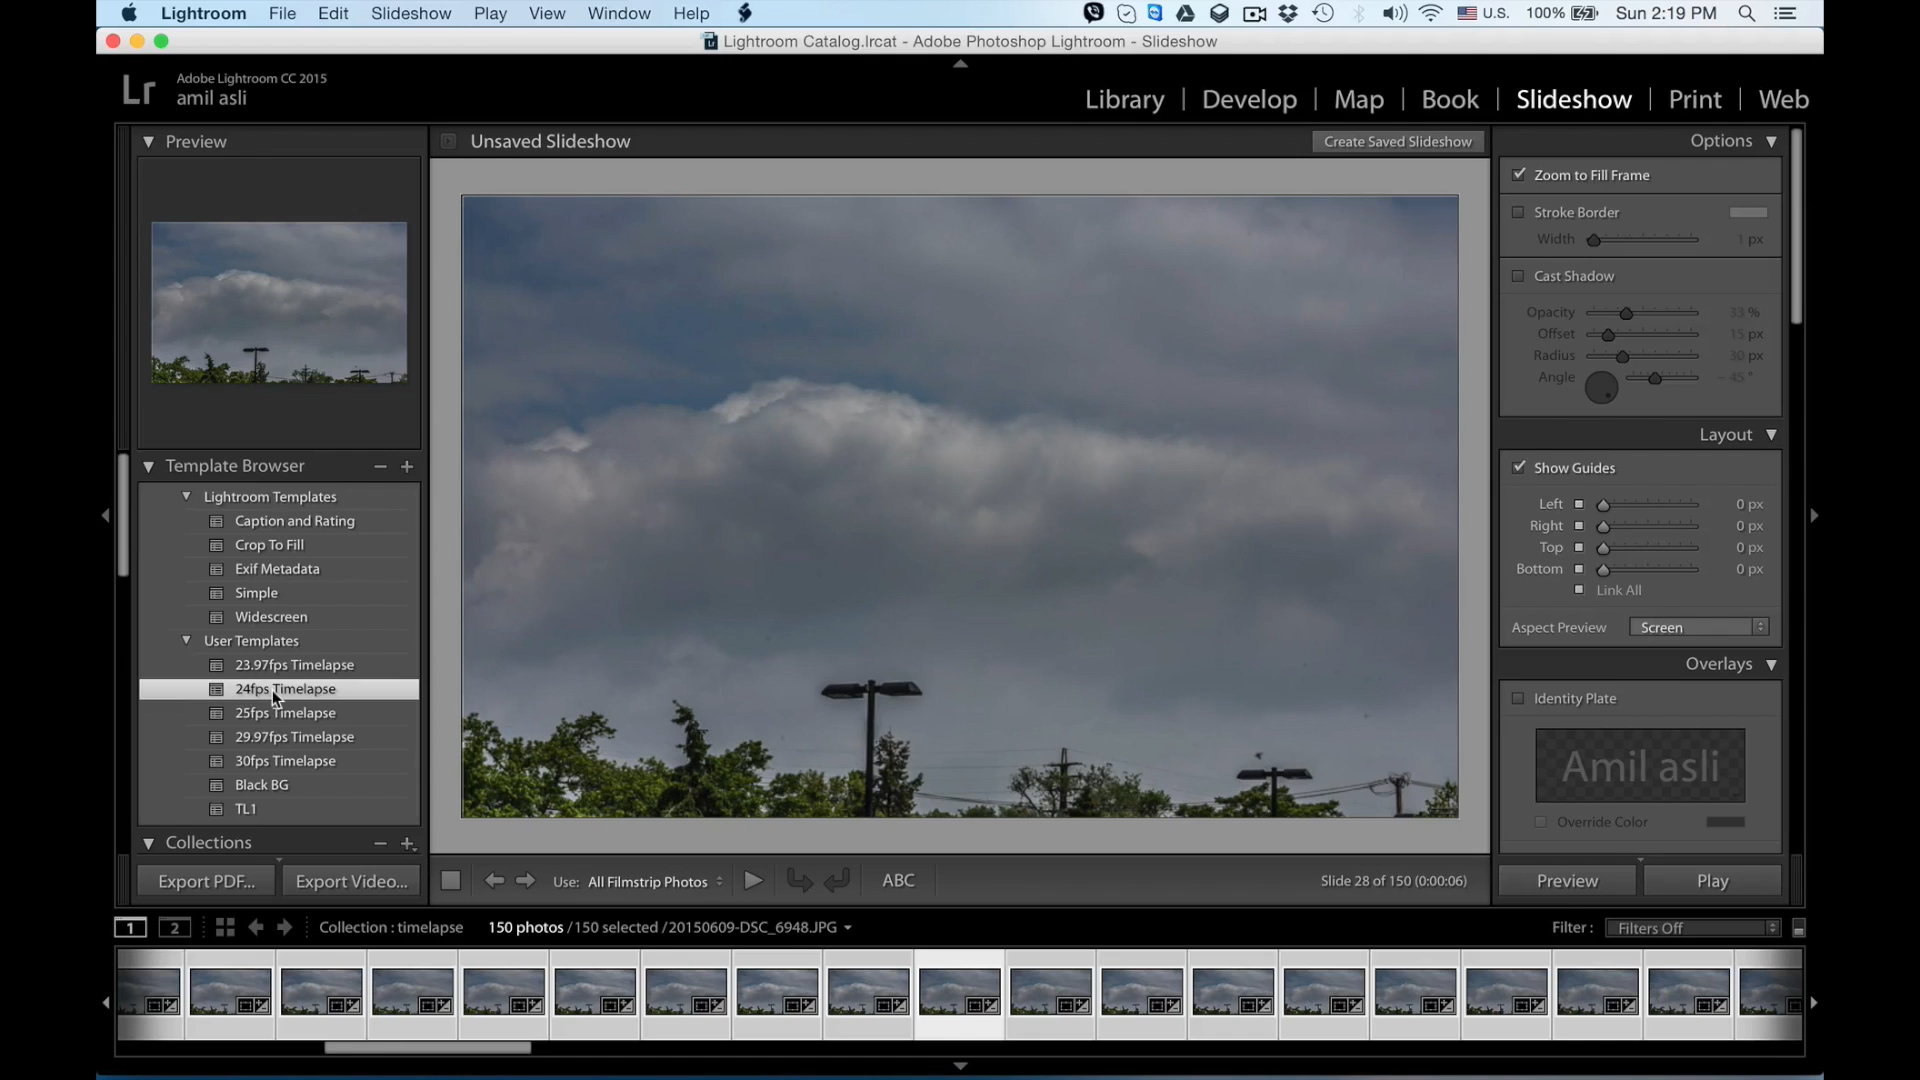 Lightroom File Edit Slideshow Play View Window Help U.S. 100% Sun 2:19 PM
Lightroom Catalog.lrcat - Adobe Photoshop Lightroom - Slideshow
Lr Adobe Lightroom CC 2015
amil asli
Library | Develop | Map | Book | Slideshow | Print | Web
Preview
Unsaved Slideshow
Create Saved Slideshow
Options
Zoom to Fill Frame
Stroke Border
Width 1 px
Cast Shadow
Opacity 33 %
Offset 15 px
Radius 30 px
Angle - 45 °
Layout
Show Guides
Left 0 px
Right 0 px
Top 0 px
Bottom 0 px
Link All
Aspect Preview Screen
Overlays
Identity Plate
Amil asli
Override Color
Template Browser
Lightroom Templates
Caption and Rating
Crop To Fill
Exif Metadata
Simple
Widescreen
User Templates
23.97fps Timelapse
24fps Timelapse
25fps Timelapse
29.97fps Timelapse
30fps Timelapse
Black BG
TL1
Collections
Export PDF... Export Video...
Use: All Filmstrip Photos ABC Slide 28 of 150 (0:00:06)
Preview Play
1 2 Collection : timelapse 150 photos / 150 selected / 20150609-DSC_6948.JPG Filter : Filters Off